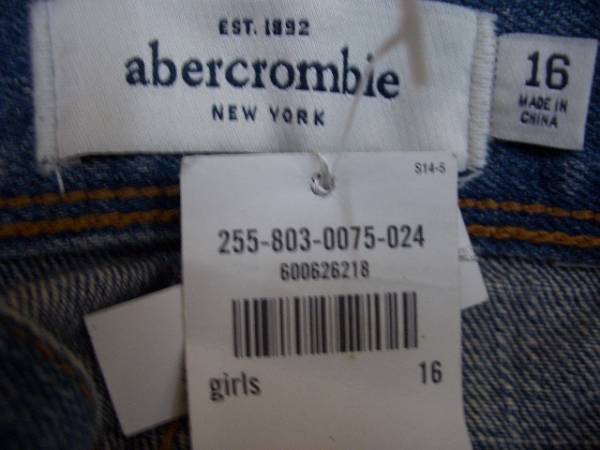 EST. 1892
abercrombie
NEW YORK
16
MADE IN
CHINA
S14-5
255-803-0075-024
600626218
girls 16